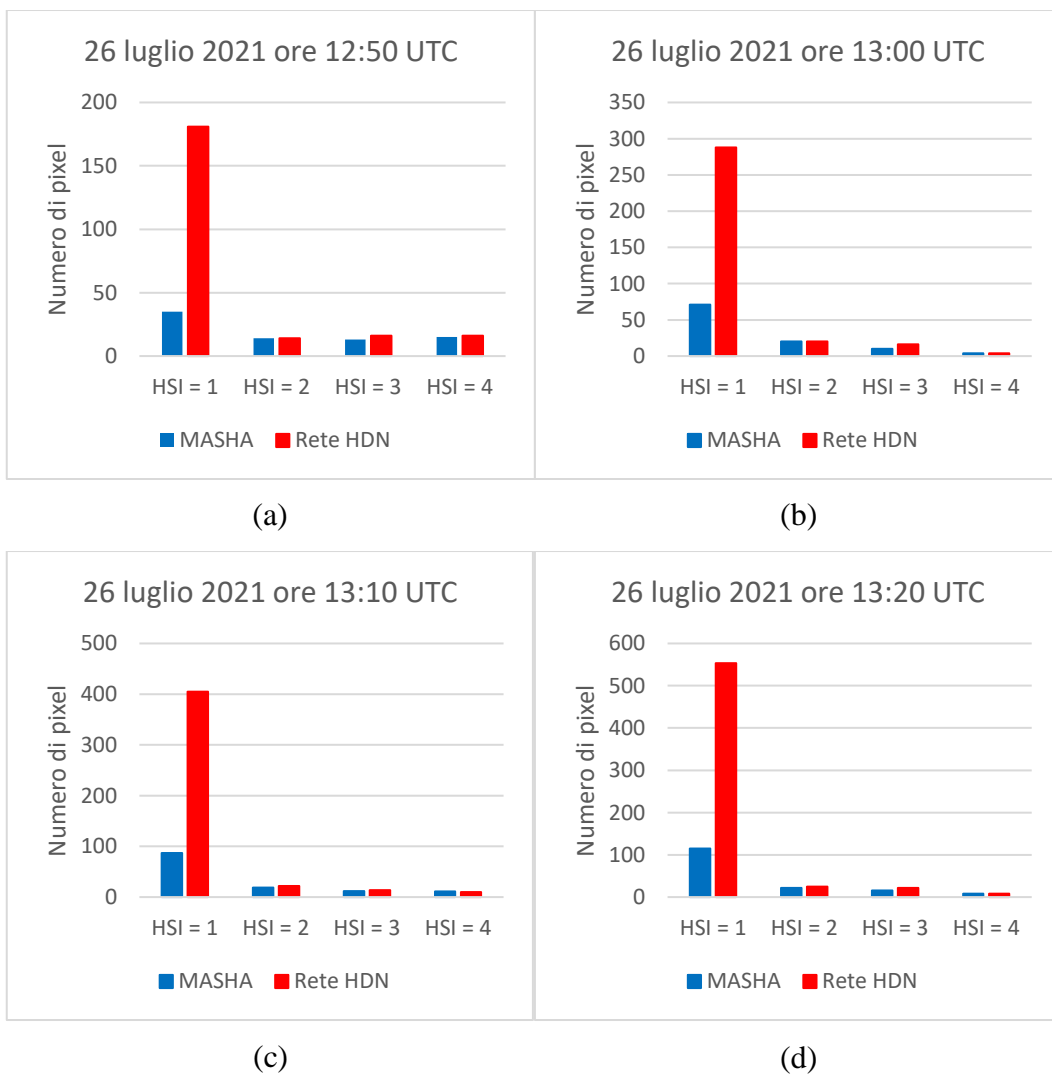 26 luglio 2021 ore 12:50 UTC
Numero di pixel
200
150
100
50
0
HSI = 1 HSI = 2 HSI = 3 HSI = 4
MASHA Rete HDN
(a)
26 luglio 2021 ore 13:00 UTC
Numero di pixel
350
300
250
200
150
100
50
0
HSI = 1 HSI = 2 HSI = 3 HSI = 4
MASHA Rete HDN
(b)
26 luglio 2021 ore 13:10 UTC
Numero di pixel
500
400
300
200
100
0
HSI = 1 HSI = 2 HSI = 3 HSI = 4
MASHA Rete HDN
(c)
26 luglio 2021 ore 13:20 UTC
Numero di pixel
600
500
400
300
200
100
0
HSI = 1 HSI = 2 HSI = 3 HSI = 4
MASHA Rete HDN
(d)